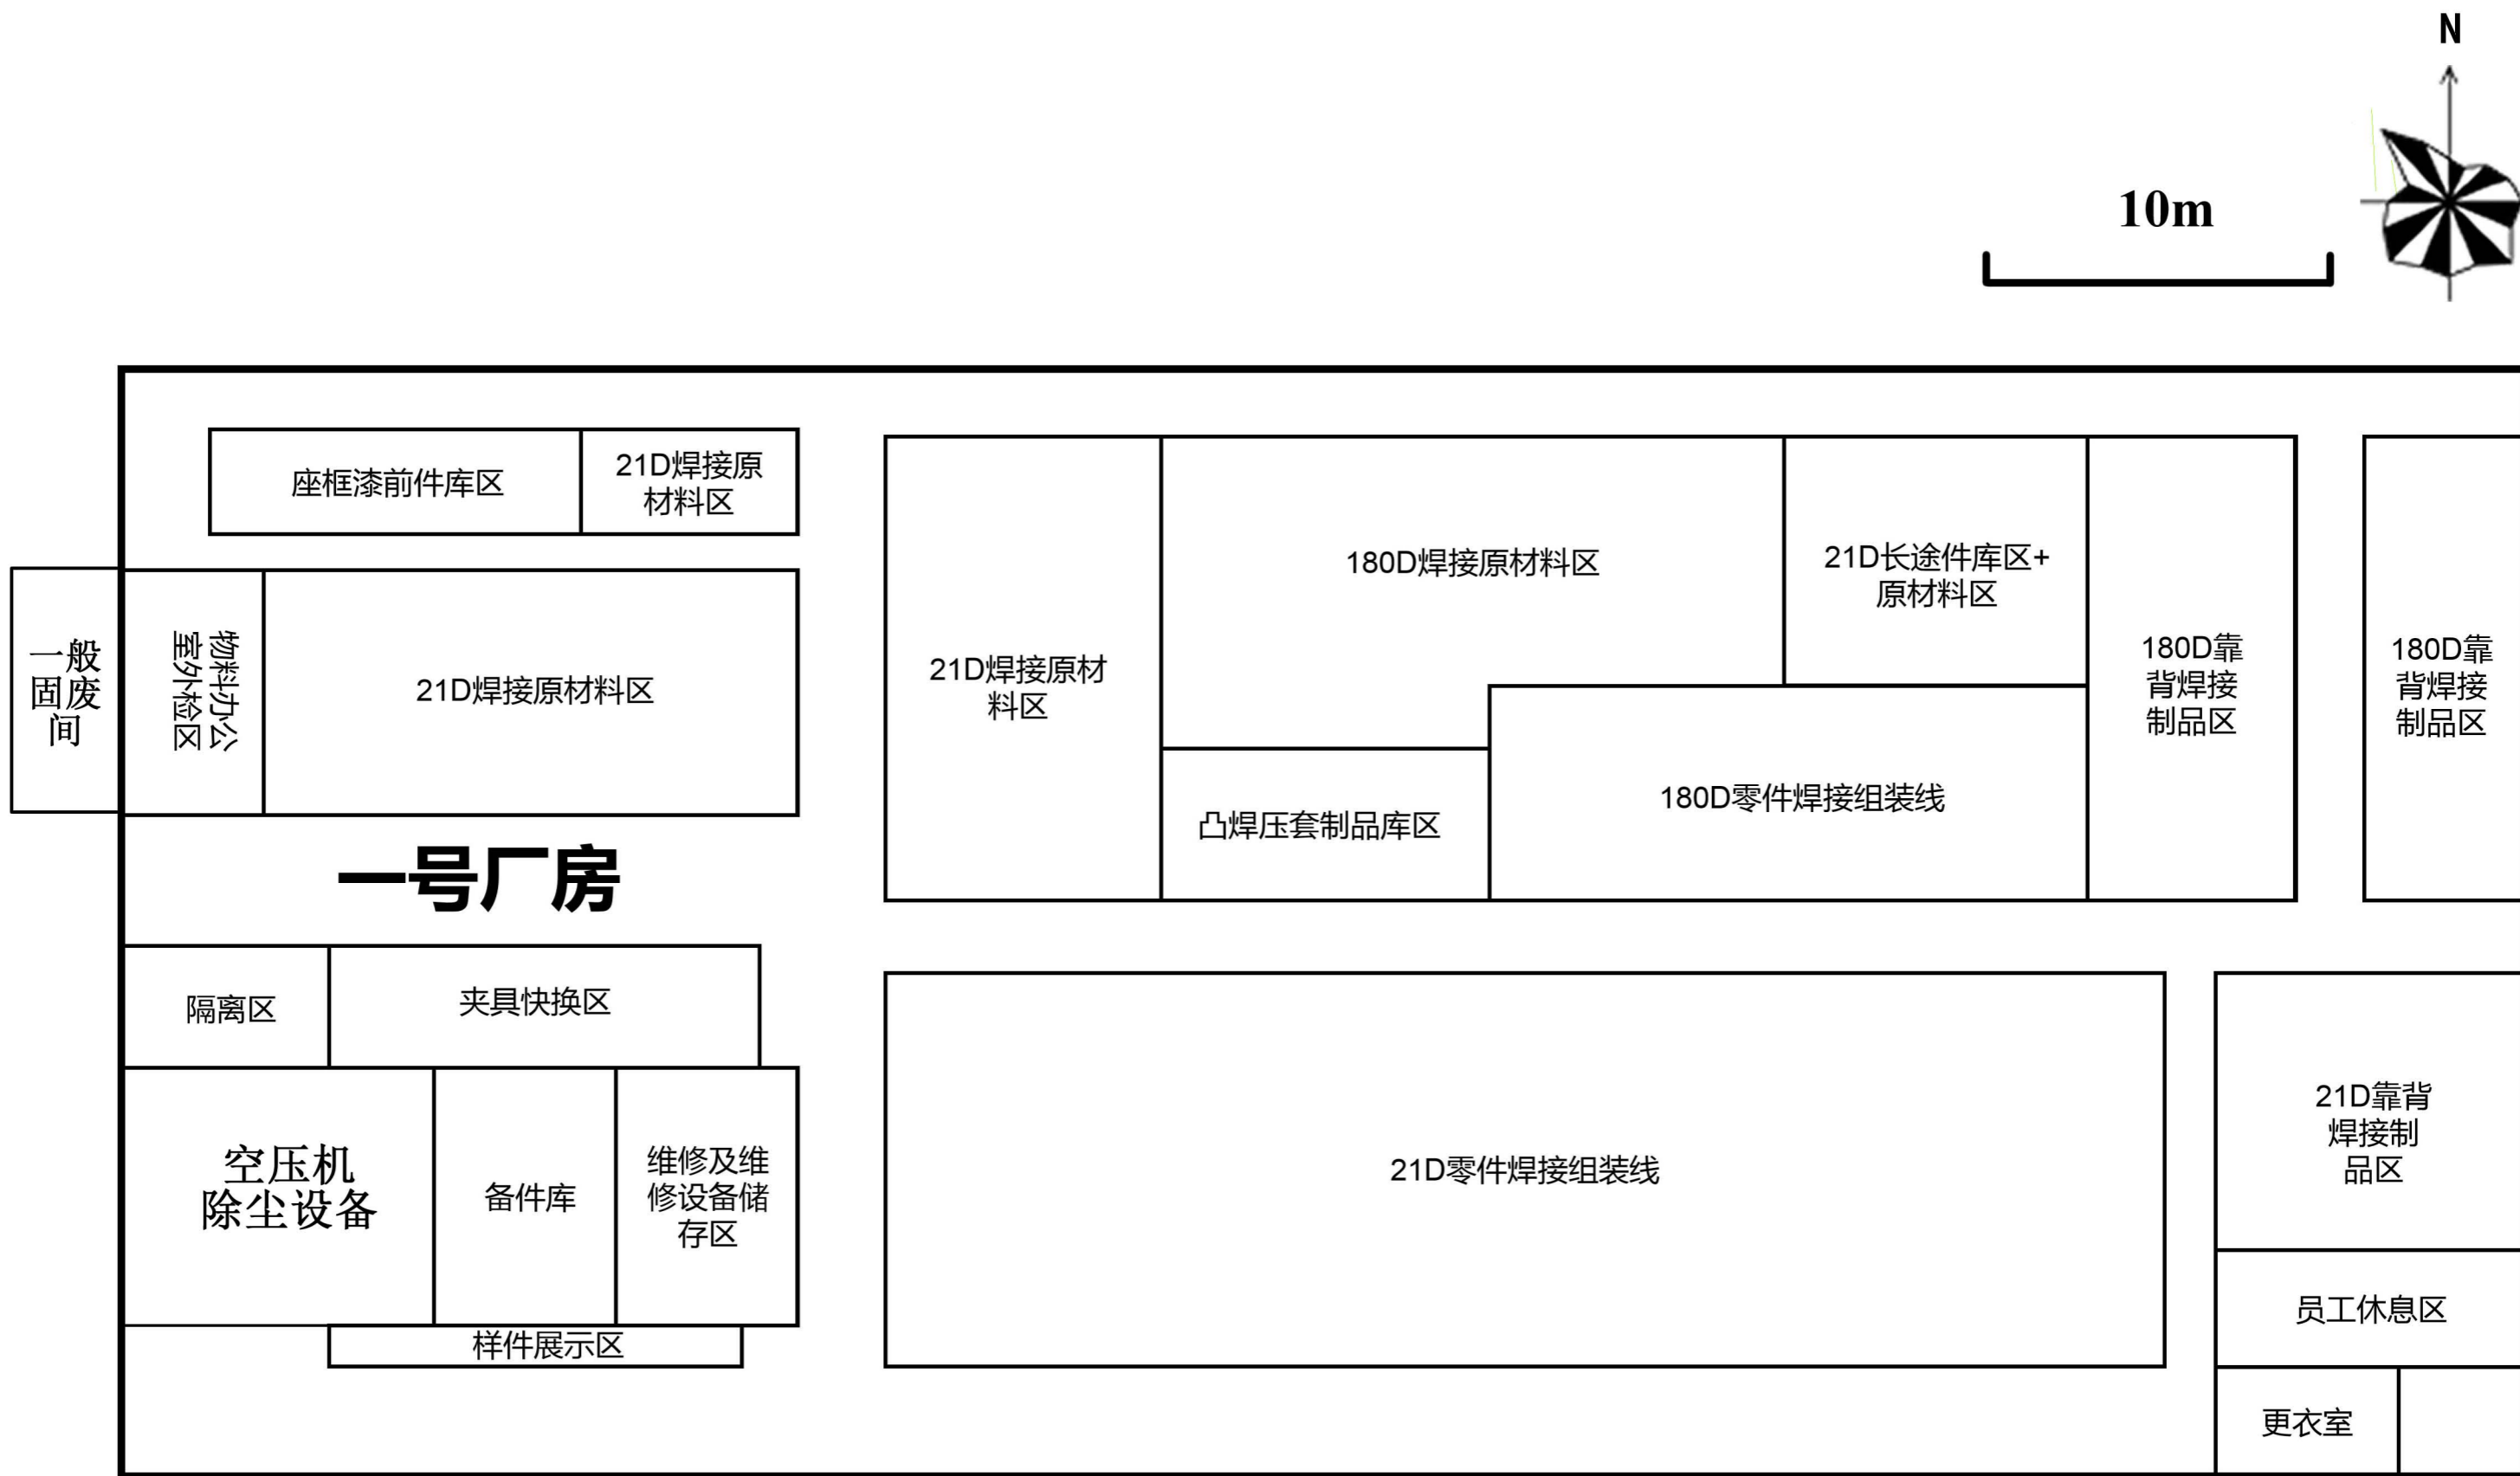 N
10m
座框漆前件库区
21D焊接原
材料区
180D焊接原材料区
21D长途件库区+
原材料区
180D靠
背焊接
制品区
180D靠
背焊接
制品区
一般
固废
间
物料办公
室外检区
21D焊接原材料区
21D焊接原材
料区
凸焊压套制品库区
180D零件焊接组装线
一号厂房
隔离区
夹具快换区
空压机
除尘设备
备件库
维修及维
修设备储
存区
样件展示区
21D零件焊接组装线
21D靠背
焊接制
品区
员工休息区
更衣室